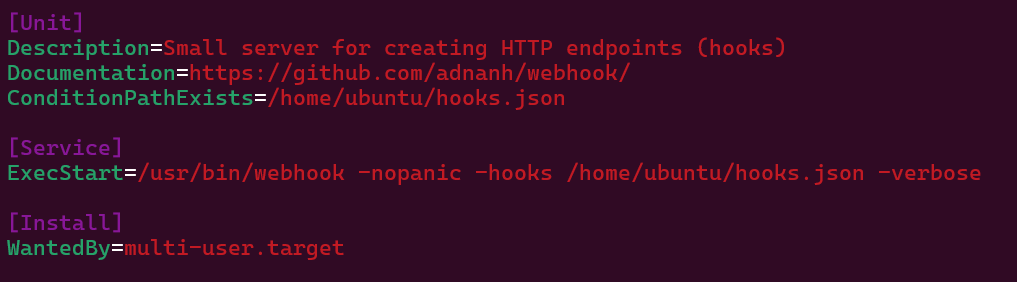 [Unit]
Description=Small server for creating HTTP endpoints (hooks)
Documentation=https://github.com/adnanh/webhook/
ConditionPathExists=/home/ubuntu/hooks.json
[Service]
ExecStart=/usr/bin/webhook -nopanic -hooks /home/ubuntu/hooks.json -verbose
[Install]
WantedBy=multi-user.target